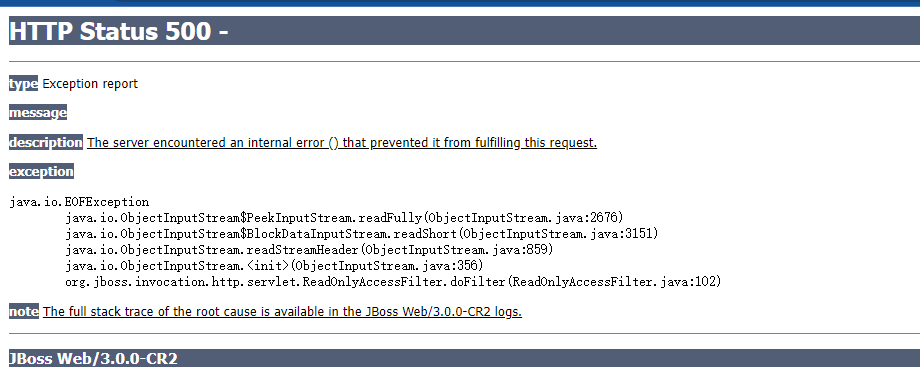 HTTP Status 500 -
type Exception report
message
description The server encountered an internal error () that prevented it from fulfilling this request.
exception
java.io.EOFException
java.io.ObjectInputStream$PeekInputStream.readFully(ObjectInputStream.java:2676)
java.io.ObjectInputStream$BlockDataInputStream.readShort(ObjectInputStream.java:3151)
java.io.ObjectInputStream.readStreamHeader(ObjectInputStream.java:859)
java.io.ObjectInputStream.<init>(ObjectInputStream.java:356)
org.jboss.invocation.http.servlet.ReadOnlyAccessFilter.doFilter(ReadOnlyAccessFilter.java:102)
note The full stack trace of the root cause is available in the JBoss Web/3.0.0-CR2 logs.
JBoss Web/3.0.0-CR2